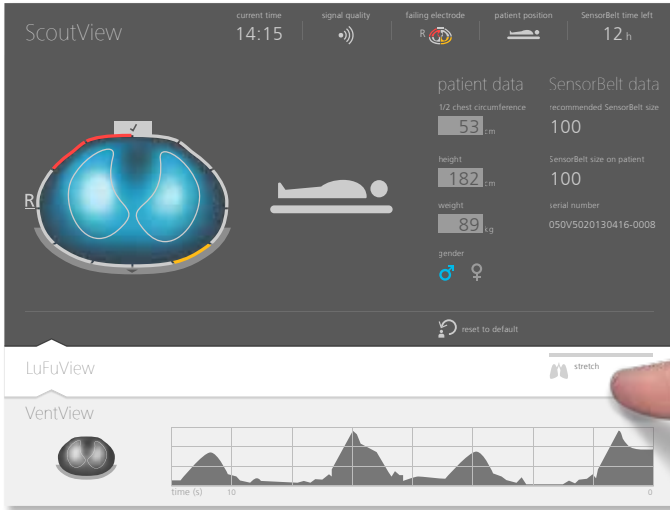 ScoutView
current time
14:15
signal quality
failing electrode
R
patient position
SensorBelt time left
12 h
patient data
1/2 chest circumference
53 cm
height
182 cm
weight
89 kg
gender
SensorBelt data
recommended SensorBelt size
100
SensorBelt size on patient
100
serial number
050V5020130416-0008
R
reset to default
LuFuView
stretch
VentView
time (s)
10
0